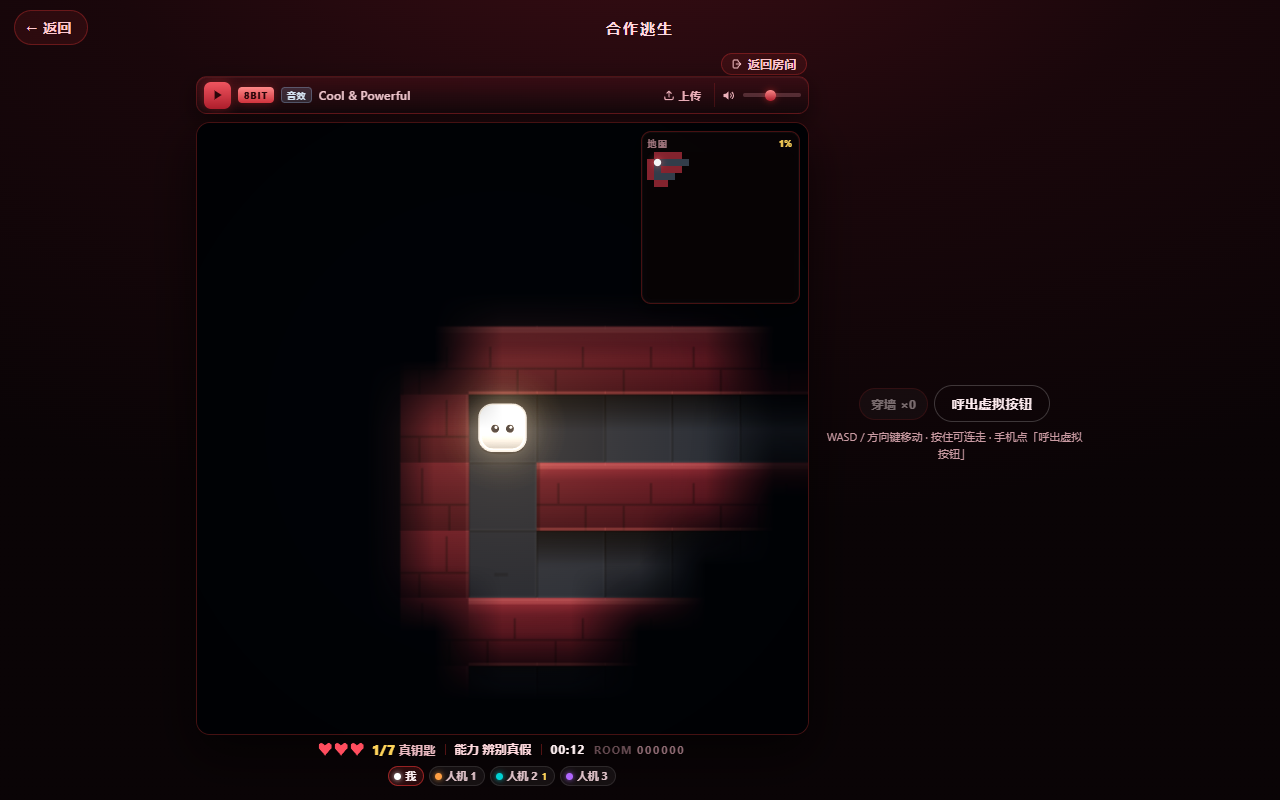 ← 返回
合作逃生
返回房间
8BIT 音效 Cool & Powerful 上传
地图 1%
穿墙 ×0 呼出虚拟按钮
WASD / 方向键移动 · 按住可连走 · 手机点「呼出虚拟
按钮」
1/7 真钥匙 能力 辨别真假 00:12 ROOM 000000
我 人机 1 人机 2 1 人机 3